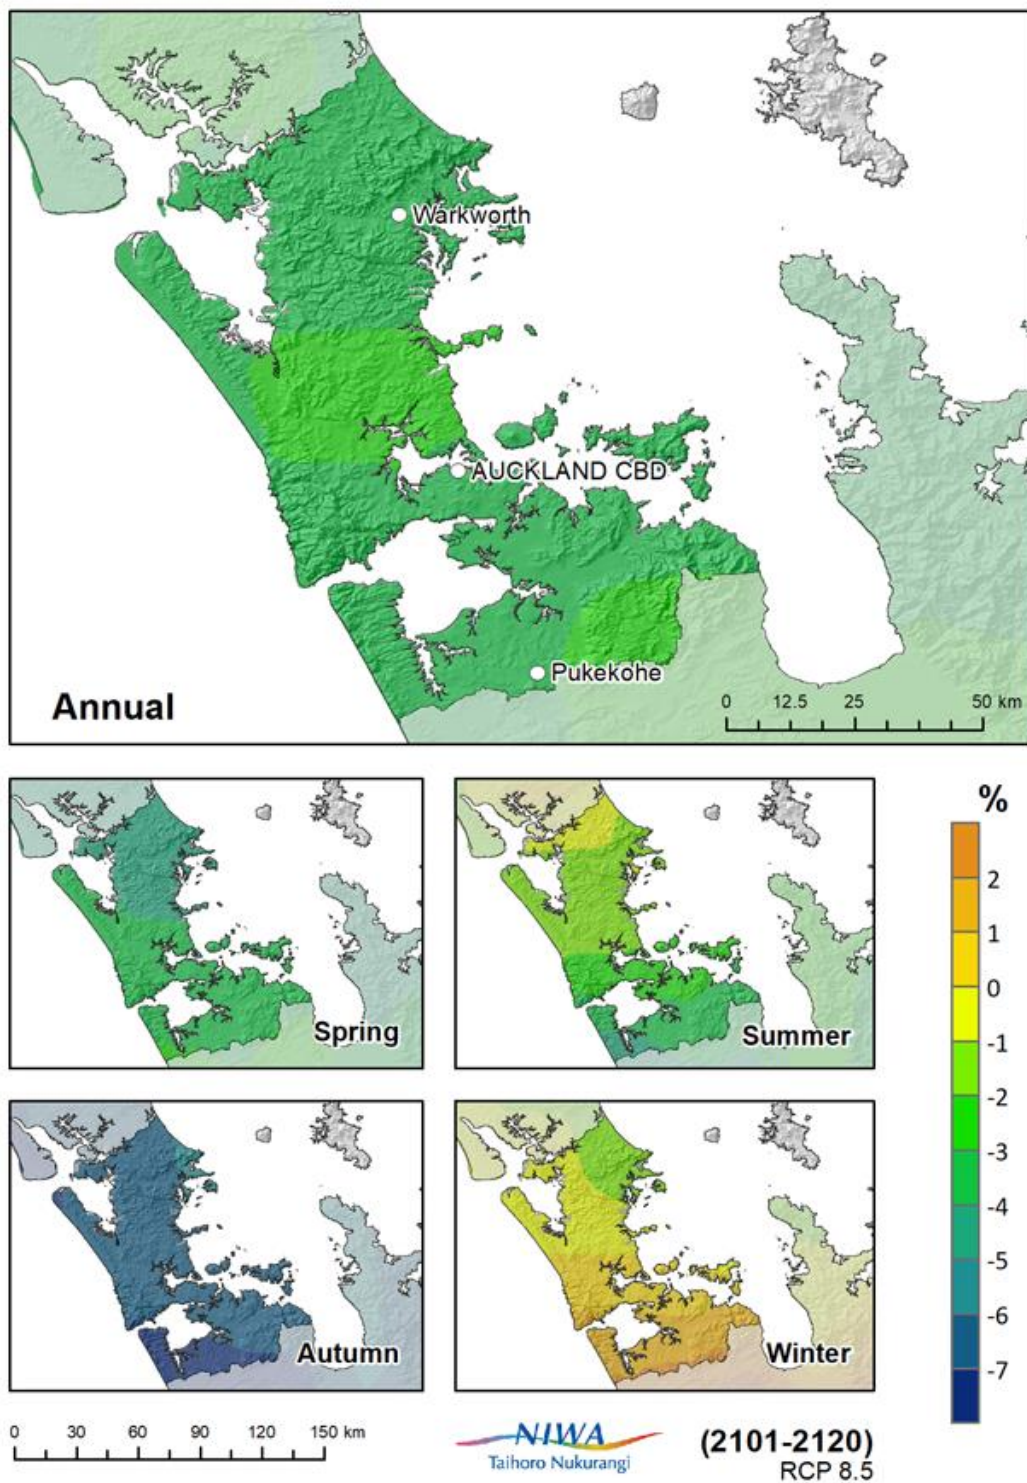 Warkworth
AUCKLAND CBD
Pukekohe
Annual
0 12.5 25 50 km
Spring
Summer
%
2
1
0
-1
-2
-3
-4
-5
-6
-7
Autumn
Winter
0 30 60 90 120 150 km
NIWA
Taihoro Nukurangi
(2101-2120)
RCP 8.5